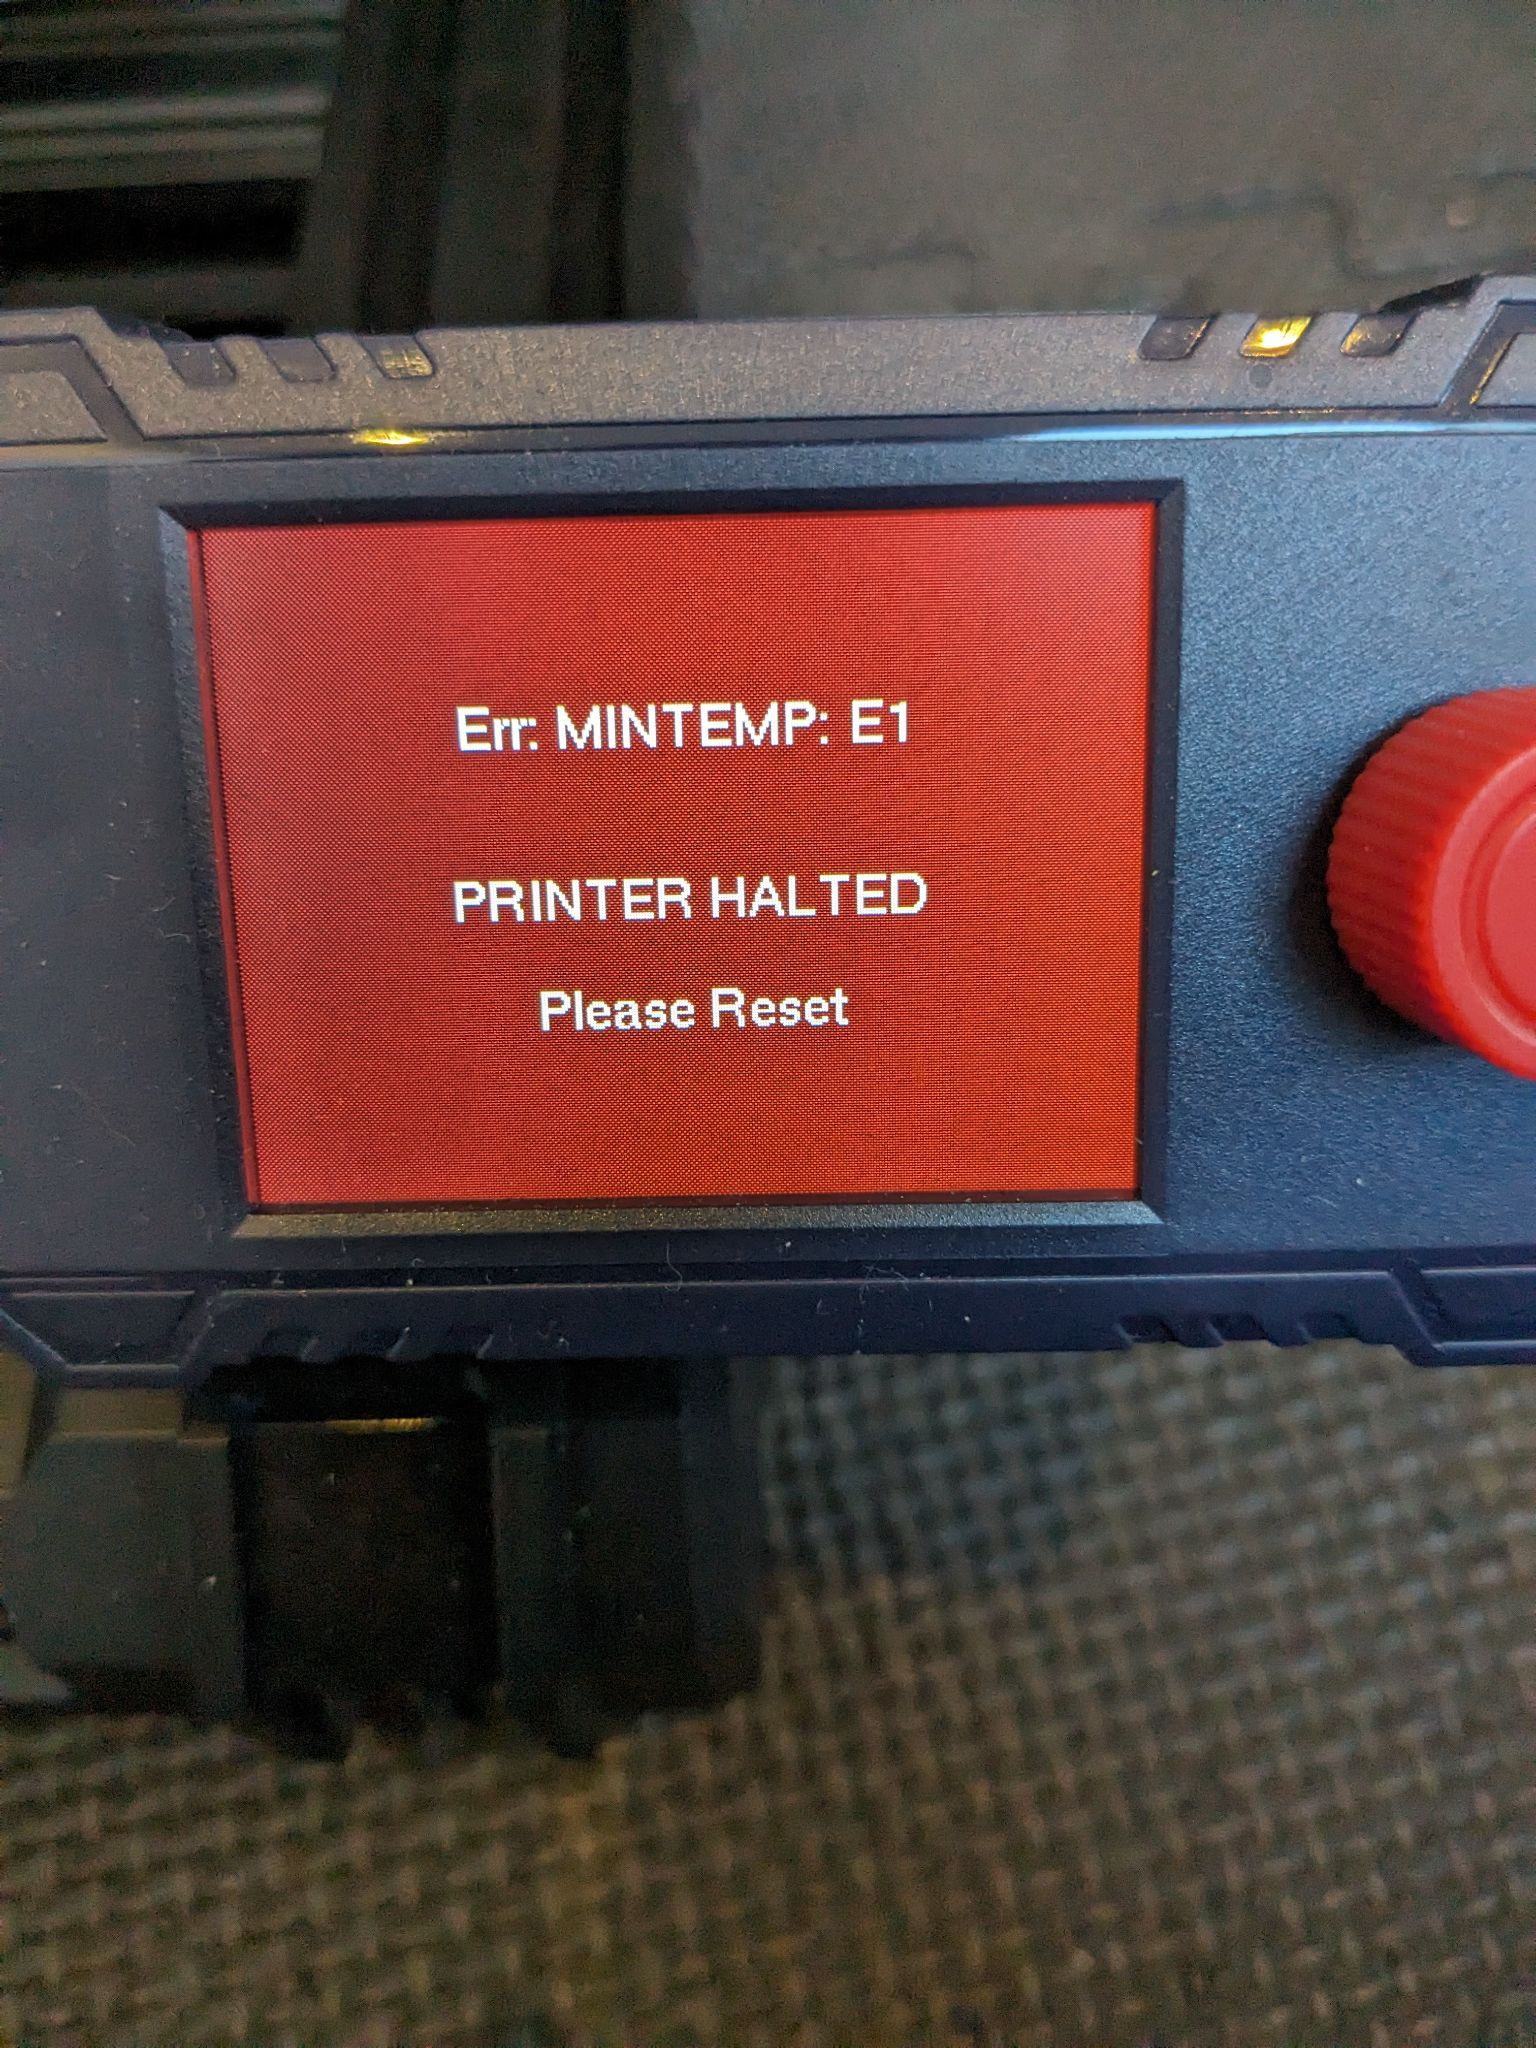 Err: MINTEMP: E1
PRINTER HALTED
Please Reset